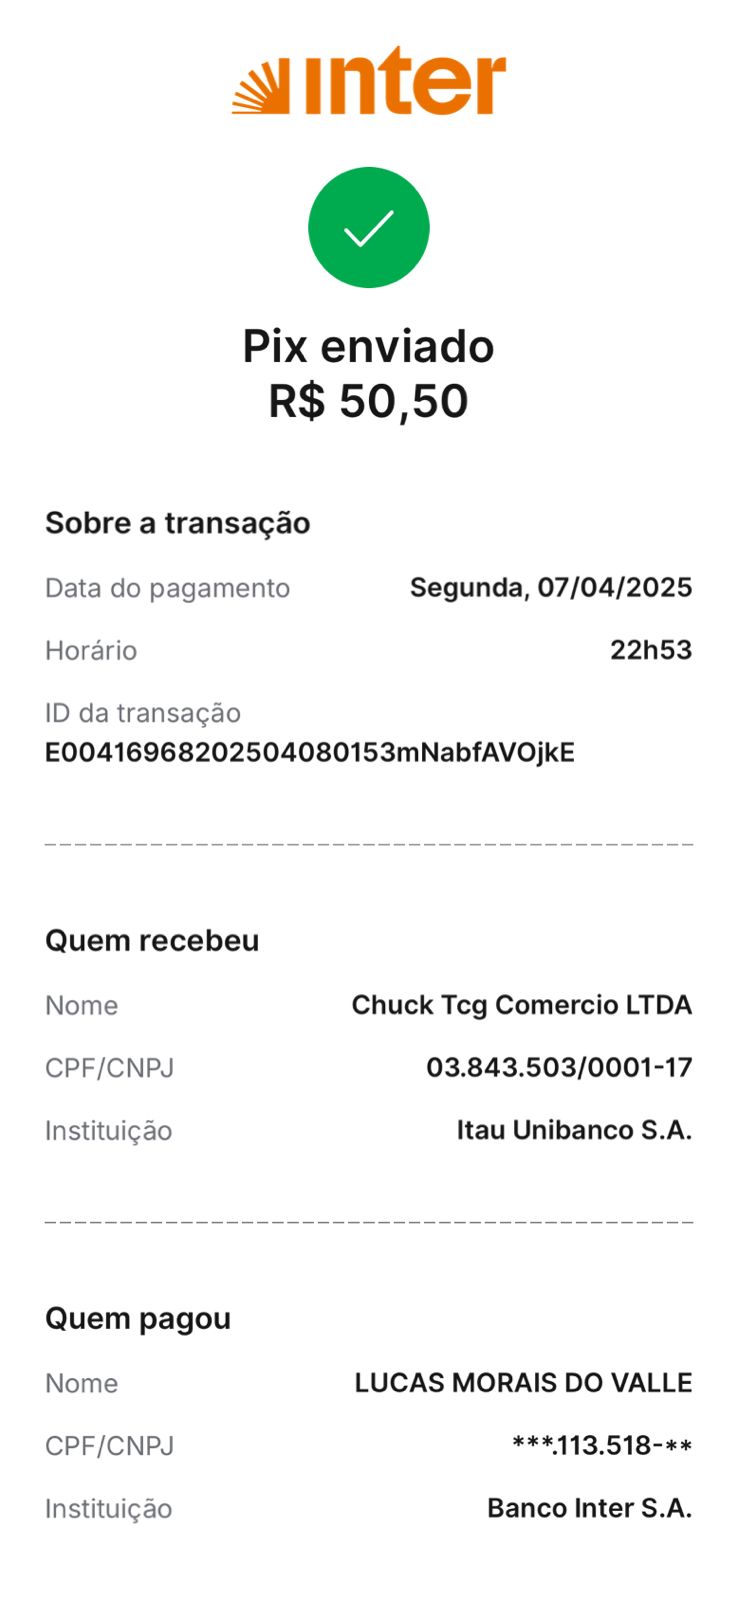 inter
Pix enviado
R$ 50,50
Sobre a transação
Data do pagamento Segunda, 07/04/2025
Horário 22h53
ID da transação
E00416968202504080153mNabfAVOjkE
Quem recebeu
Nome Chuck Tcg Comercio LTDA
CPF/CNPJ 03.843.503/0001-17
Instituição Itau Unibanco S.A.
Quem pagou
Nome LUCAS MORAIS DO VALLE
CPF/CNPJ ***.113.518-**
Instituição Banco Inter S.A.